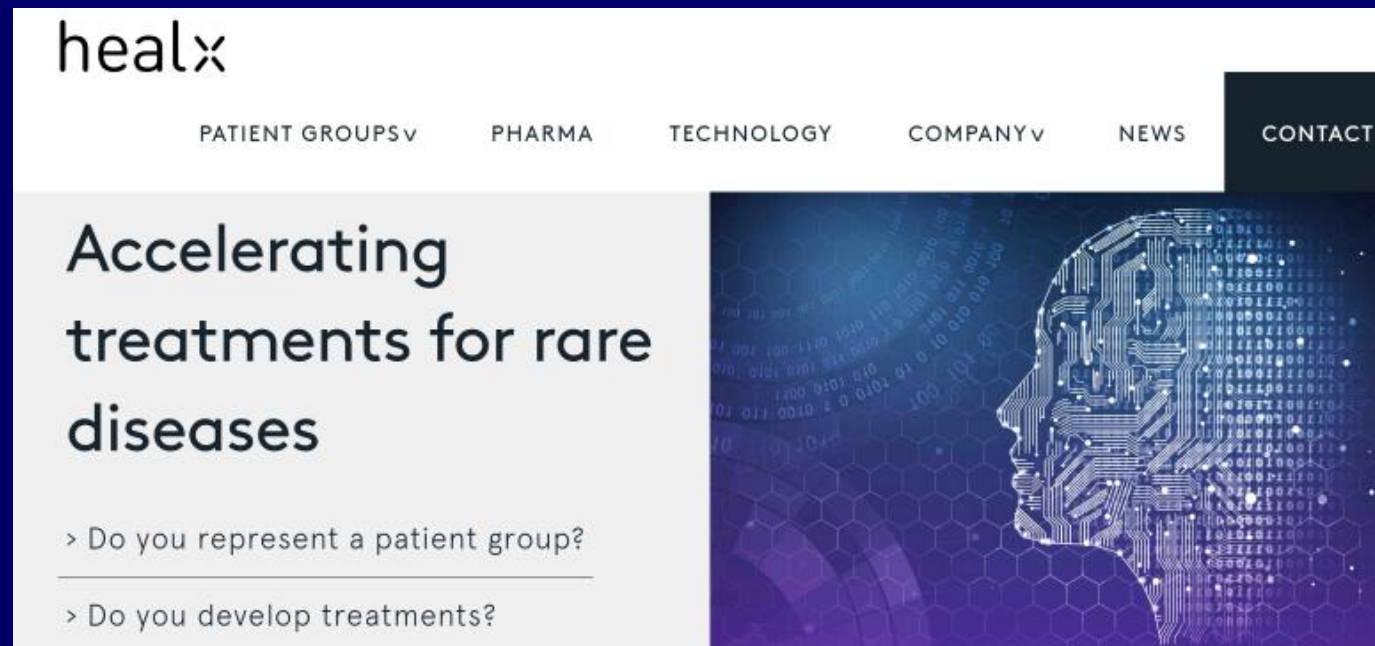 healx
PATIENT GROUPS v PHARMA TECHNOLOGY COMPANY v NEWS CONTACT
Accelerating
treatments for rare
diseases
> Do you represent a patient group?
> Do you develop treatments?